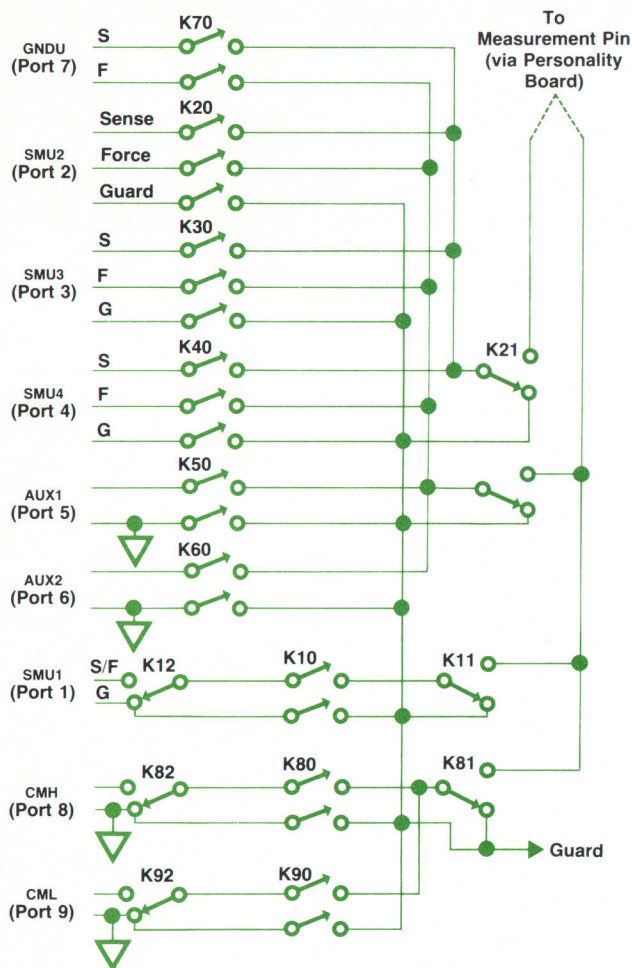 To
Measurement Pin
(via Personality
Board)
GNDU
(Port 7)
S
K70
F
SMU2
(Port 2)
Sense
K20
Force
Guard
SMU3
(Port 3)
S
K30
F
G
SMU4
(Port 4)
S
K40
F
G
K21
AUX1
(Port 5)
K50
AUX2
(Port 6)
K60
SMU1
(Port 1)
S/F
K12
K10
K11
G
CMH
(Port 8)
K82
K80
K81
Guard
CML
(Port 9)
K92
K90